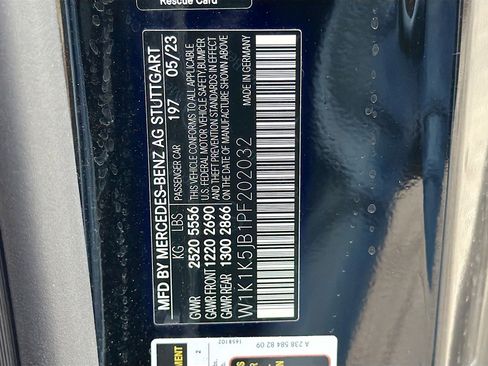 Rescue Card
MFD BY MERCEDES-BENZ AG STUTTGART
PASSENGER CAR 197 05/23
KG LBS
GVWR 2520 5556
GAWR FRONT 1220 2690
GAWR REAR 1300 2866
THIS VEHICLE CONFORMS TO ALL APPLICABLE
U.S. FEDERAL MOTOR VEHICLE SAFETY, BUMPER
AND THEFT PREVENTION STANDARDS IN EFFECT
ON THE DATE OF MANUFACTURE SHOWN ABOVE
W1K1K5JB1PF202032
MADE IN GERMANY
A 238 584 82 09